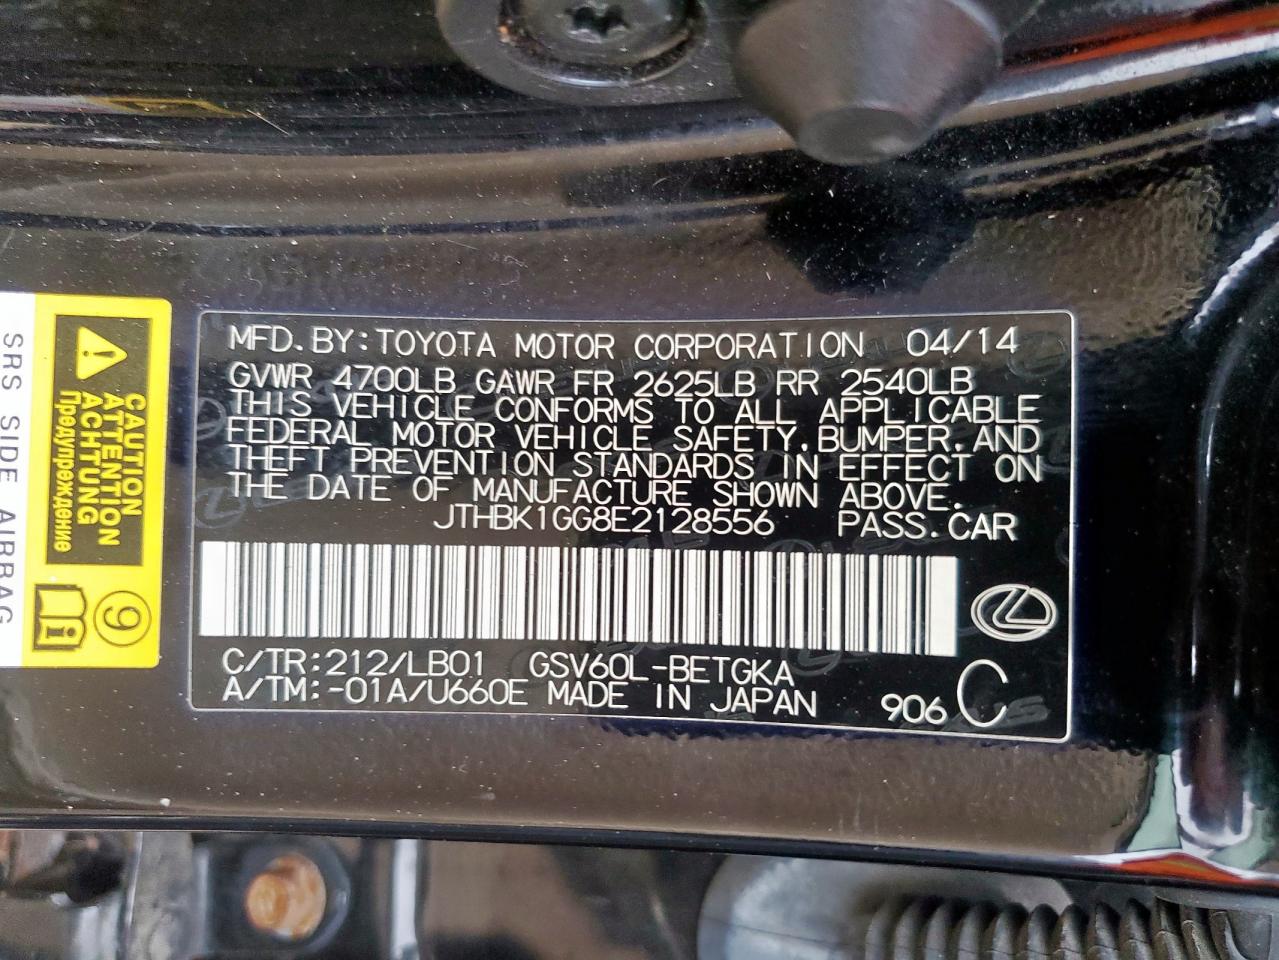 MFD. BY: TOYOTA MOTOR CORPORATION 04/14
GVWR 4700LB GAWR FR 2625LB RR 2540LB
THIS VEHICLE CONFORMS TO ALL APPLICABLE
FEDERAL MOTOR VEHICLE SAFETY, BUMPER, AND
THEFT PREVENTION STANDARDS IN EFFECT ON
THE DATE OF MANUFACTURE SHOWN ABOVE.
JTHBK1GG8E2128556 PASS. CAR
C/TR: 212/LB01 GSV60L-BETGKA
A/TM: -01A/U660E MADE IN JAPAN 906 C
CAUTION
ATTENTION
ACHTUNG
Предупреждение
9
i
SRS SIDE AIRBAG